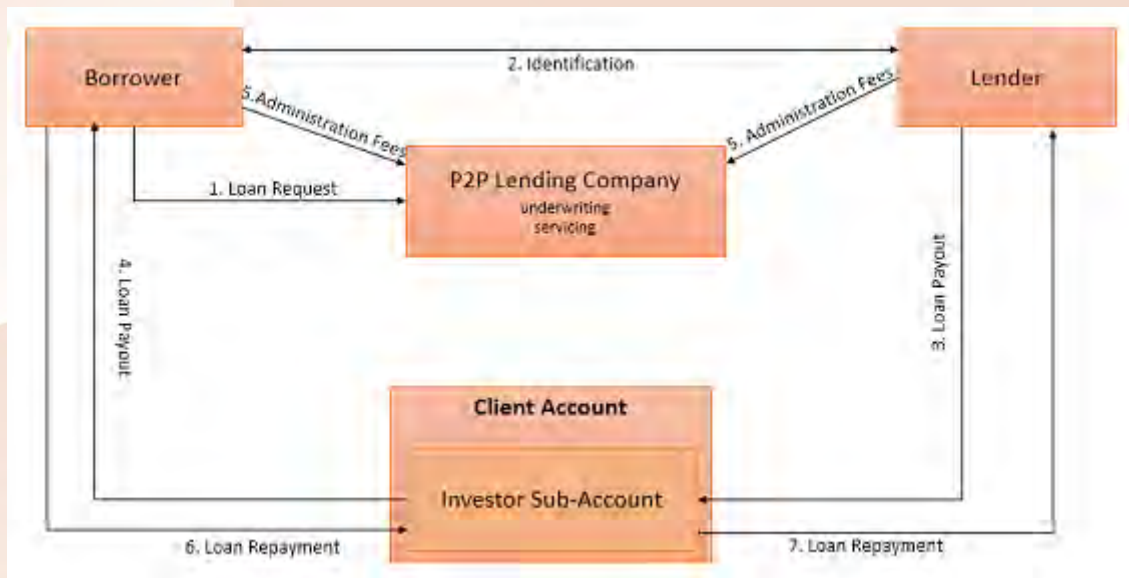 2. Identification
Borrower
Lender
5.Administration Fees
5. Administration Fees
P2P Lending Company
underwriting
servicing
1. Loan Request
4. Loan Payout
3. Loan Payout
Client Account
Investor Sub-Account
6. Loan Repayment
7. Loan Repayment